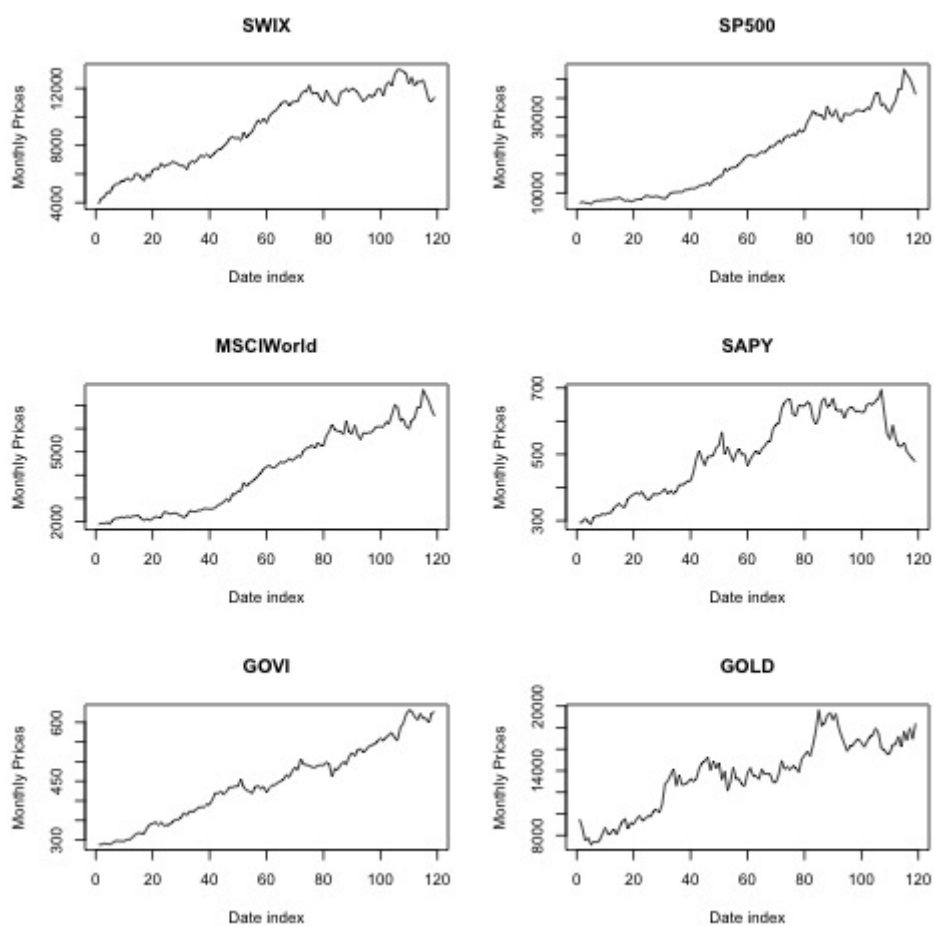 SWIX
Monthly Prices
4000 8000 12000
0 20 40 60 80 100 120
Date index
SP500
Monthly Prices
10000 30000
0 20 40 60 80 100 120
Date index
MSCIWorld
Monthly Prices
2000 5000
0 20 40 60 80 100 120
Date index
SAPY
Monthly Prices
300 500 700
0 20 40 60 80 100 120
Date index
GOVI
Monthly Prices
300 450 600
0 20 40 60 80 100 120
Date index
GOLD
Monthly Prices
8000 14000 20000
0 20 40 60 80 100 120
Date index